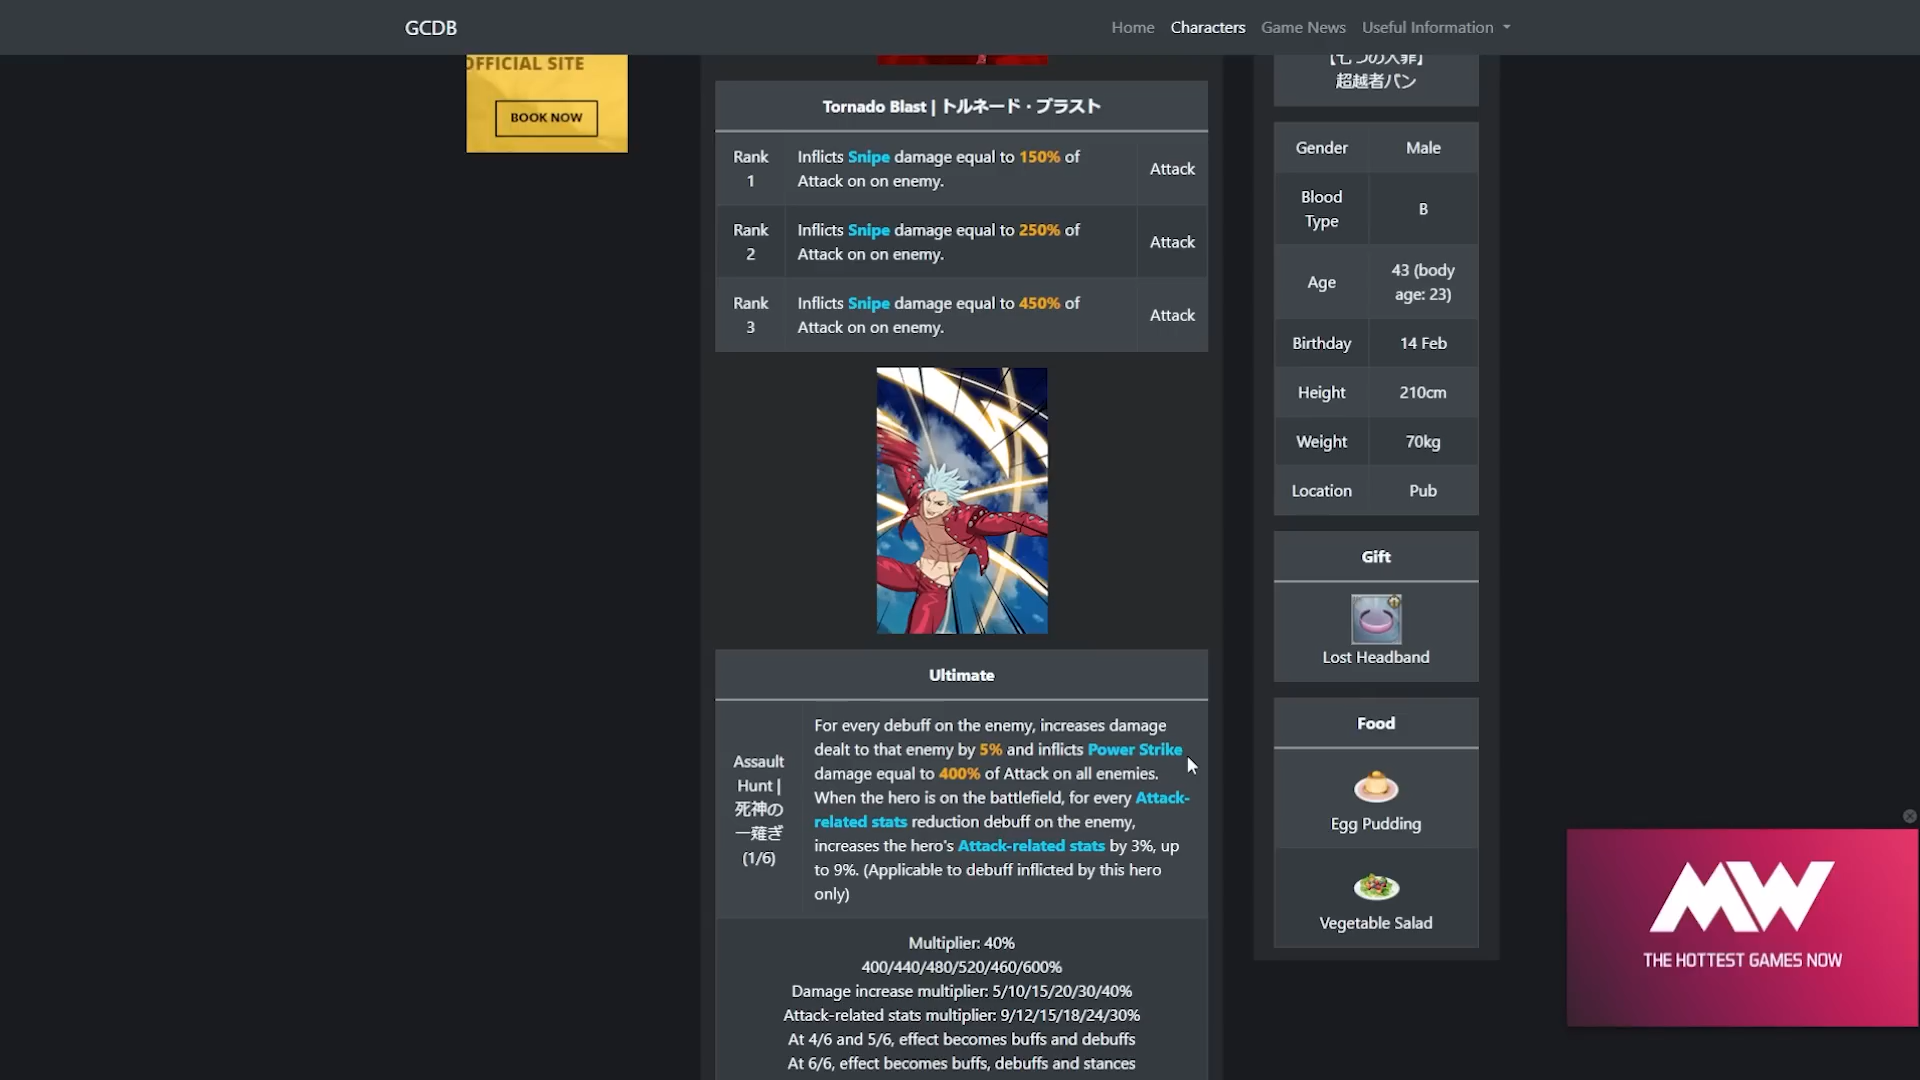 GCDB
Home
Characters
Game News
Useful Information
OFFICIAL SITE
BOOK NOW
Tornado Blast | トルネード・ブラスト
Rank
1
Inflicts Snipe damage equal to 150% of
Attack on on enemy.
Attack
Rank
2
Inflicts Snipe damage equal to 250% of
Attack on on enemy.
Attack
Rank
3
Inflicts Snipe damage equal to 450% of
Attack on on enemy.
Attack
Ultimate
Assault
Hunt |
死神の
一薙ぎ
(1/6)
For every debuff on the enemy, increases damage
dealt to that enemy by 5% and inflicts Power Strike
damage equal to 400% of Attack on all enemies.
When the hero is on the battlefield, for every Attack-
related stats reduction debuff on the enemy,
increases the hero's Attack-related stats by 3%, up
to 9%. (Applicable to debuff inflicted by this hero
only)
Multiplier: 40%
400/440/480/520/460/600%
Damage increase multiplier: 5/10/15/20/30/40%
Attack-related stats multiplier: 9/12/15/18/24/30%
At 4/6 and 5/6, effect becomes buffs and debuffs
At 6/6, effect becomes buffs, debuffs and stances
【七つの大罪】
超越者バン
Gender
Male
Blood
Type
B
Age
43 (body
age: 23)
Birthday
14 Feb
Height
210cm
Weight
70kg
Location
Pub
Gift
Lost Headband
Food
Egg Pudding
Vegetable Salad
MW
THE HOTTEST GAMES NOW